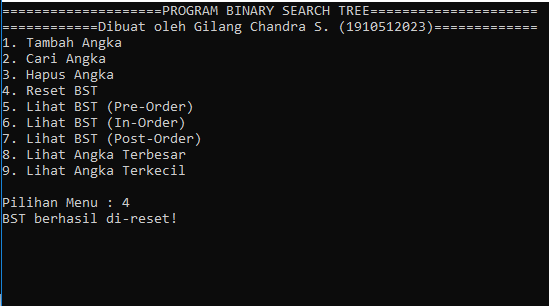 ====================PROGRAM BINARY SEARCH TREE=====================
============Dibuat oleh Gilang Chandra S. (1910512023)=============
1. Tambah Angka
2. Cari Angka
3. Hapus Angka
4. Reset BST
5. Lihat BST (Pre-Order)
6. Lihat BST (In-Order)
7. Lihat BST (Post-Order)
8. Lihat Angka Terbesar
9. Lihat Angka Terkecil
Pilihan Menu : 4
BST berhasil di-reset!